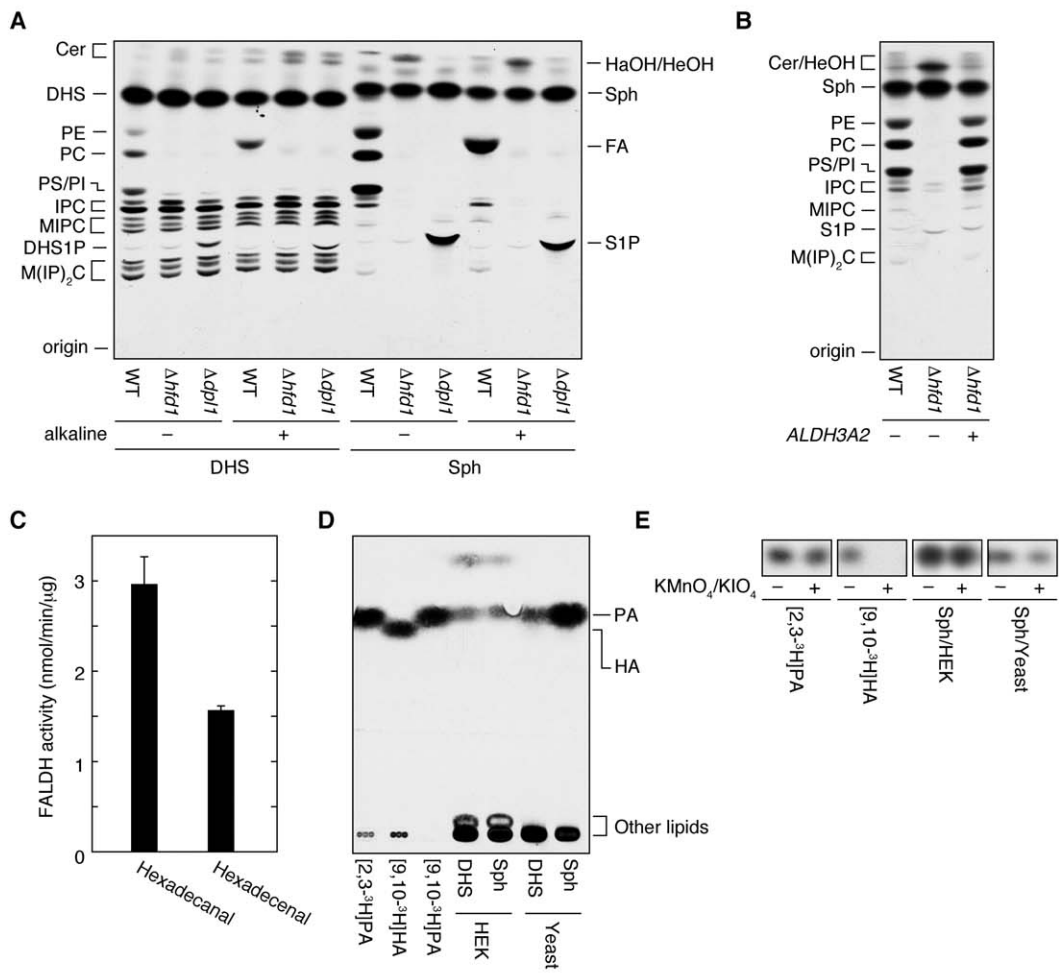 A
Cer
DHS
PE
PC
PS/PI
IPC
MIPC
DHS1P
M(IP)₂C
origin
HaOH/HeOH
Sph
FA
S1P
WT
Δhfd1
Δdpl1
WT
Δhfd1
Δdpl1
WT
Δhfd1
Δdpl1
WT
Δhfd1
Δdpl1
alkaline – + – +
DHS Sph
B
Cer/HeOH
Sph
PE
PC
PS/PI
IPC
MIPC
S1P
M(IP)₂C
origin
WT
Δhfd1
Δhfd1
ALDH3A2 – – +
C
FALDH activity (nmol/min/μg)
3
2
1
0
Hexadecanal
Hexadecenal
D
PA
HA
Other lipids
[2,3-³H]PA
[9,10-³H]HA
[9,10-³H]PA
DHS
Sph
DHS
Sph
HEK
Yeast
E
KMnO₄/KIO₄ – + – + – + – +
[2,3-³H]PA
[9,10-³H]HA
Sph/HEK
Sph/Yeast